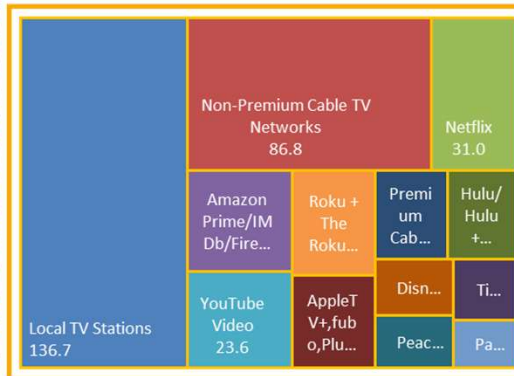 Non-Premium Cable TV
Networks
86.8
Netflix
31.0
Amazon
Prime/IM
Db/Fire...
Roku +
The
Roku...
Premi
um
Cab...
Hulu/
Hulu
+...
Disn...
Ti...
YouTube
Video
23.6
AppleT
V+,fub
o,Plu...
Peac...
Pa...
Local TV Stations
136.7